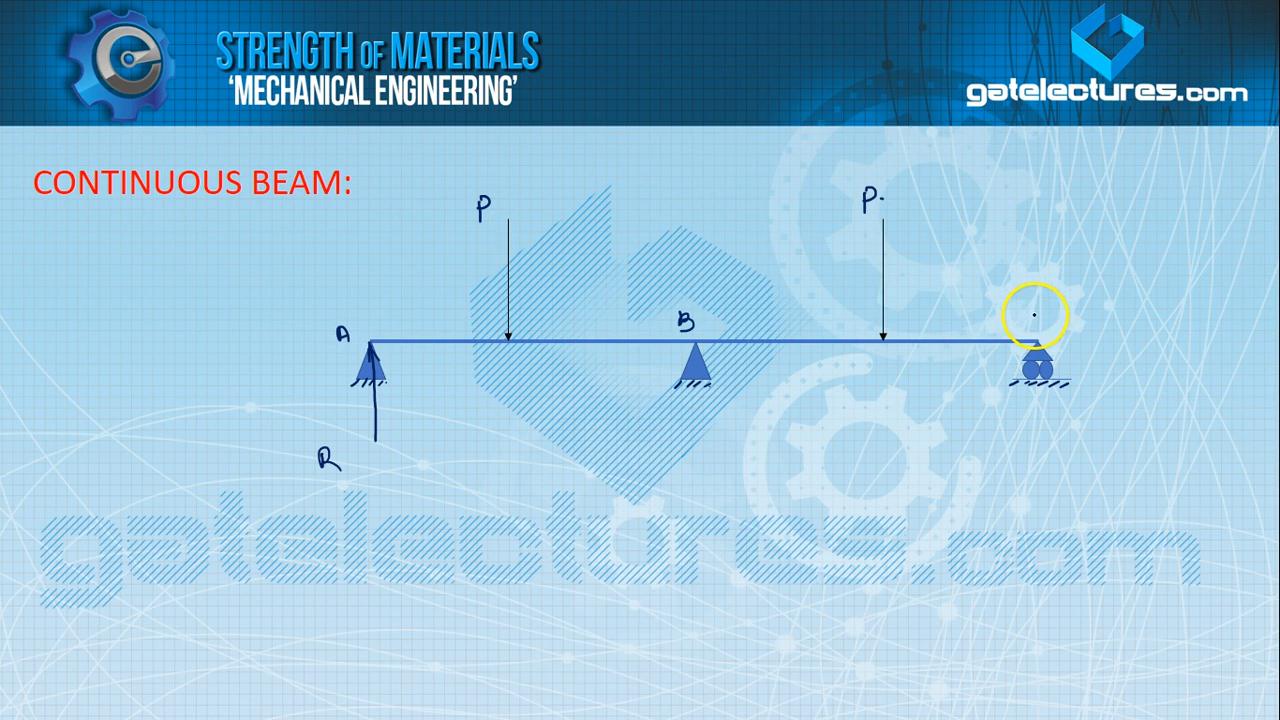 STRENGTH OF MATERIALS
'MECHANICAL ENGINEERING'
gatelectures.com
CONTINUOUS BEAM:
P
P.
A
B
R
gatelectures.com